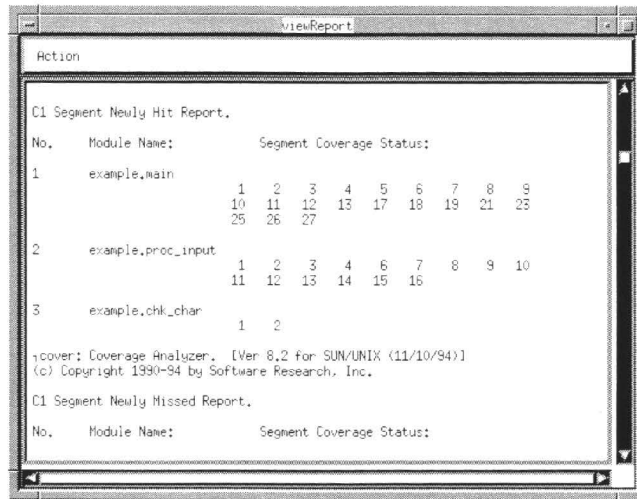 viewReport
Action
C1 Segment Newly Hit Report.
No. Module Name: Segment Coverage Status:
1 example.main
1 2 3 4 5 6 7 8 9
10 11 12 13 17 18 19 21 23
25 26 27
2 example.proc_input
1 2 3 4 6 7 8 9 10
11 12 13 14 15 16
3 example.chk_char
1 2
cover: Coverage Analyzer. [Ver 8.2 for SUN/UNIX (11/10/94)]
(c) Copyright 1990-94 by Software Research, Inc.
C1 Segment Newly Missed Report.
No. Module Name: Segment Coverage Status: